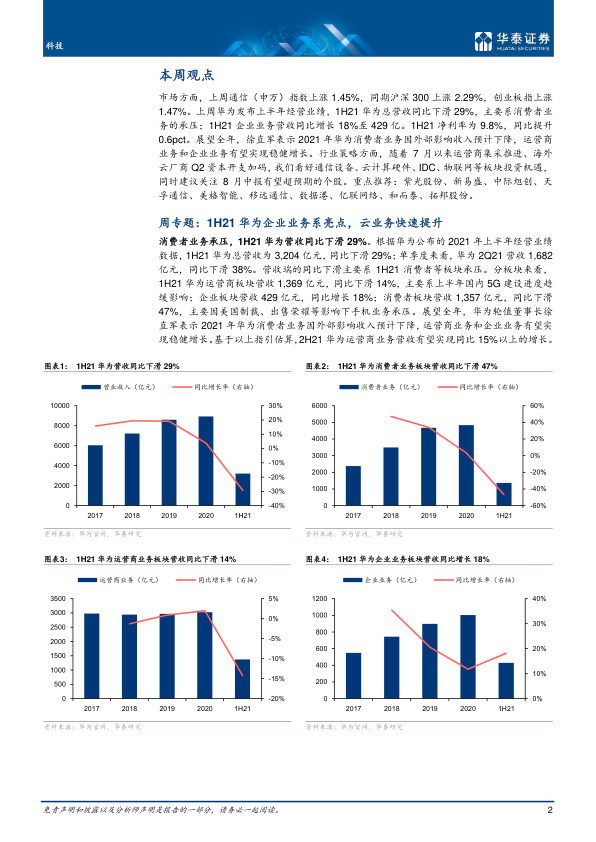 华泰证券
HUATAI SECURITIES
科技
本周观点
市场方面，上周通信（申万）指数上涨 1.45%，同期沪深 300 上涨 2.29%，创业板指上涨
1.47%。上周华为发布上半年经营业绩，1H21 华为总营收同比下滑 29%，主要系消费者业
务的承压；1H21 企业业务营收同比增长 18%至 429 亿。1H21 净利率为 9.8%，同比提升
0.6pct。展望全年，徐直军表示 2021 年华为消费者业务因外部影响收入预计下降，运营商
业务和企业业务有望实现稳健增长。行业策略方面，随着 7 月以来运营商集采推进、海外
云厂商 Q2 资本开支加码，我们看好通信设备、云计算硬件、IDC、物联网等板块投资机遇，
同时建议关注 8 月中报有望超预期的个股。重点推荐：紫光股份、新易盛、中际旭创、天
孚通信、美格智能、移远通信、数据港、亿联网络、和而泰、拓邦股份。
周专题：1H21 华为企业业务系亮点，云业务快速提升
消费者业务承压，1H21 华为营收同比下滑 29%。根据华为公布的 2021 年上半年经营业绩
数据，1H21 华为总营收为 3,204 亿元，同比下滑 29%；单季度来看，华为 2Q21 营收 1,682
亿元，同比下滑 38%。营收端的同比下滑主要系 1H21 消费者等板块承压。分板块来看，
1H21 华为运营商板块营收 1,369 亿元，同比下滑 14%，主要系上半年国内 5G 建设进度趋
缓影响；企业板块营收 429 亿元，同比增长 18%；消费者板块营收 1,357 亿元，同比下滑
47%，主要因美国制裁、出售荣耀等影响下手机业务承压。展望全年，华为轮值董事长徐
直军表示 2021 年华为消费者业务因外部影响收入预计下降，运营商业务和企业业务有望实
现稳健增长。基于以上指引估算，2H21 华为运营商业务营收有望实现同比 15%以上的增长。
图表1： 1H21 华为营收同比下滑 29%
营业收入（亿元） 同比增长率（右轴）
10000 30%
20%
8000 10%
6000 0%
4000 -10%
-20%
2000 -30%
0 -40%
2017 2018 2019 2020 1H21
资料来源：华为官网，华泰研究
图表2： 1H21 华为消费者业务板块营收同比下滑 47%
消费者业务（亿元） 同比增长率（右轴）
6000 60%
5000 40%
4000 20%
3000 0%
2000 -20%
1000 -40%
0 -60%
2017 2018 2019 2020 1H21
资料来源：华为官网，华泰研究
图表3： 1H21 华为运营商业务板块营收同比下滑 14%
运营商业务（亿元） 同比增长率（右轴）
3500 5%
3000 0%
2500
2000 -5%
1500 -10%
1000 -15%
500
0 -20%
2017 2018 2019 2020 1H21
资料来源：华为官网，华泰研究
图表4： 1H21 华为企业业务板块营收同比增长 18%
企业业务（亿元） 同比增长率（右轴）
1200 40%
1000 30%
800
600 20%
400 10%
200
0 0%
2017 2018 2019 2020 1H21
资料来源：华为官网，华泰研究
免责声明和披露以及分析师声明是报告的一部分，请务必一起阅读。 2